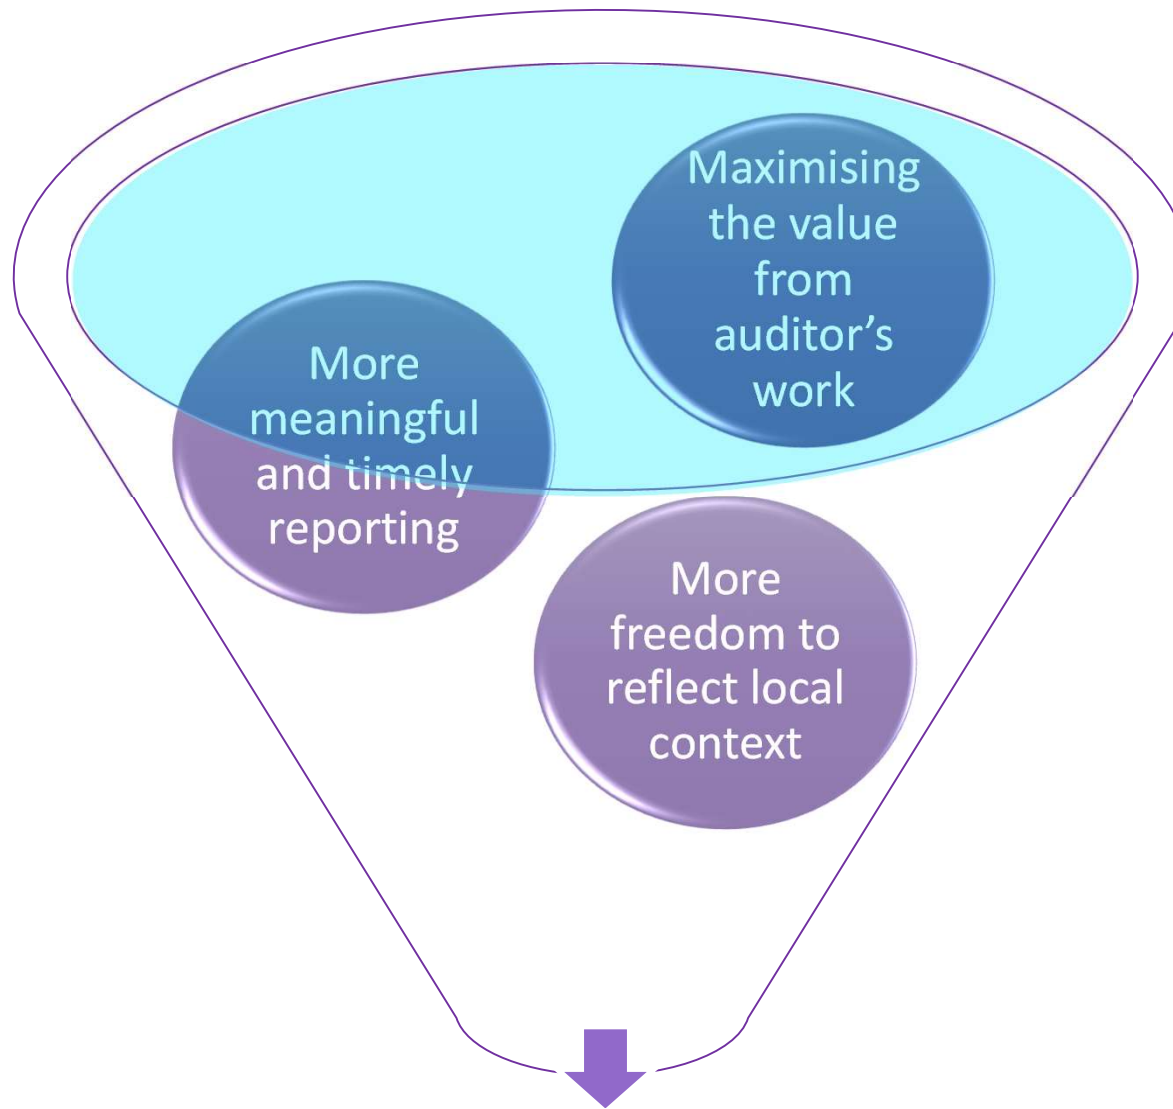 Maximising
the value
from
auditor’s
work
More
meaningful
and timely
reporting
More
freedom to
reflect local
context